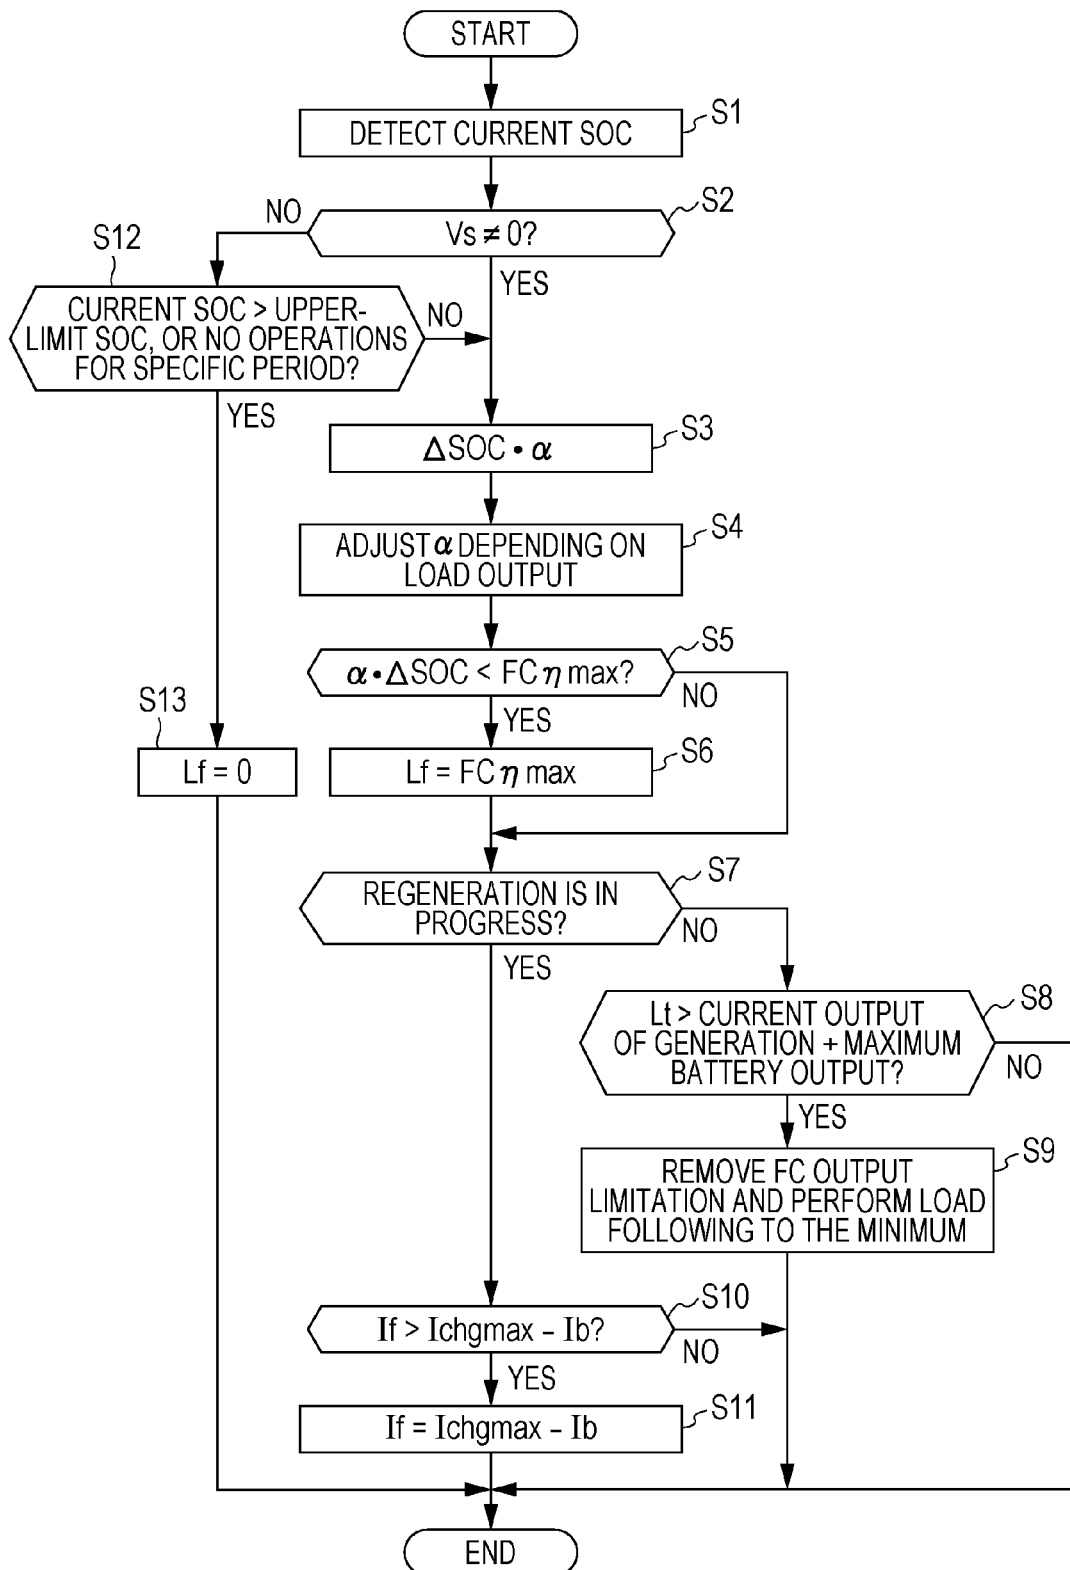 START
DETECT CURRENT SOC
S1
Vs ≠ 0?
S2
NO
YES
S12
CURRENT SOC > UPPER-
LIMIT SOC, OR NO OPERATIONS
FOR SPECIFIC PERIOD?
NO
YES
ΔSOC • α
S3
ADJUST α DEPENDING ON
LOAD OUTPUT
S4
α • ΔSOC < FC η max?
S5
NO
YES
S13
Lf = 0
Lf = FC η max
S6
REGENERATION IS IN
PROGRESS?
S7
NO
YES
Lt > CURRENT OUTPUT
OF GENERATION + MAXIMUM
BATTERY OUTPUT?
S8
NO
YES
REMOVE FC OUTPUT
LIMITATION AND PERFORM LOAD
FOLLOWING TO THE MINIMUM
S9
If > Ichgmax – Ib?
S10
NO
YES
If = Ichgmax – Ib
S11
END